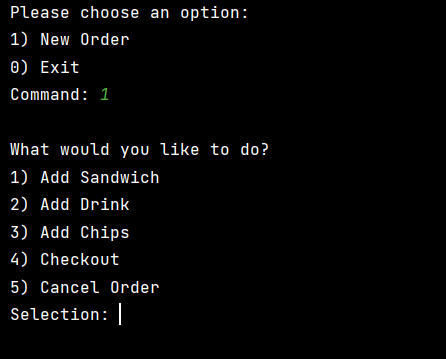 Please choose an option:
1) New Order
0) Exit
Command: 1
What would you like to do?
1) Add Sandwich
2) Add Drink
3) Add Chips
4) Checkout
5) Cancel Order
Selection: